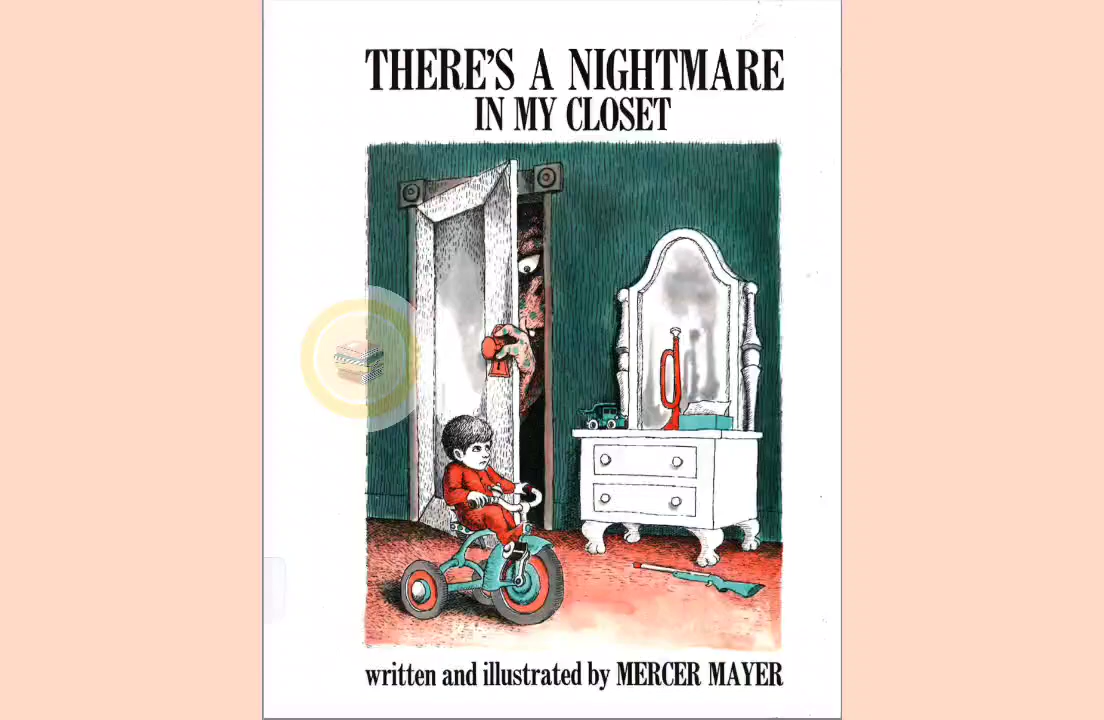 THERE'S A NIGHTMARE
IN MY CLOSET
written and illustrated by MERCER MAYER